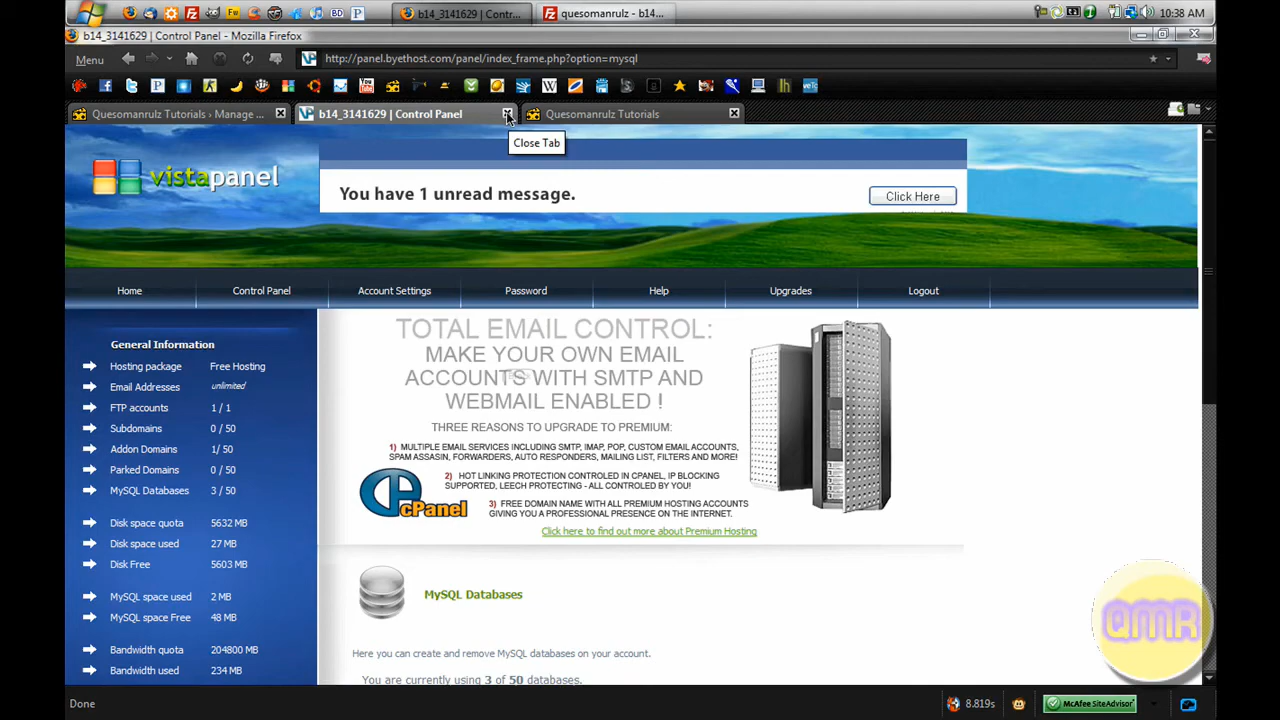 BD
P
b14_3141629 | Contr...
quesomanrulz - b14...
10:38 AM
b14_3141629 | Control Panel - Mozilla Firefox
Menu
http://panel.byethost.com/panel/index_frame.php?option=mysql
Quesomanrulz Tutorials › Manage ...
b14_3141629 | Control Panel
Quesomanrulz Tutorials
Close Tab
vistapanel
You have 1 unread message.
Click Here
Home
Control Panel
Account Settings
Password
Help
Upgrades
Logout
General Information
Hosting package Free Hosting
Email Addresses unlimited
FTP accounts 1 / 1
Subdomains 0 / 50
Addon Domains 1/ 50
Parked Domains 0 / 50
MySQL Databases 3 / 50
Disk space quota 5632 MB
Disk space used 27 MB
Disk Free 5603 MB
MySQL space used 2 MB
MySQL space Free 48 MB
Bandwidth quota 204800 MB
Bandwidth used 234 MB
TOTAL EMAIL CONTROL:
MAKE YOUR OWN EMAIL
ACCOUNTS WITH SMTP AND
WEBMAIL ENABLED !
THREE REASONS TO UPGRADE TO PREMIUM:
1) MULTIPLE EMAIL SERVICES INCLUDING SMTP, IMAP, POP, CUSTOM EMAIL ACCOUNTS,
SPAM ASSASIN, FORWARDERS, AUTO RESPONDERS, MAILING LIST, FILTERS AND MORE!
2) HOT LINKING PROTECTION CONTROLED IN CPANEL, IP BLOCKING
SUPPORTED, LEECH PROTECTION - ALL CONTROLED BY YOU!
3) FREE DOMAIN NAME WITH ALL PREMIUM HOSTING ACCOUNTS
GIVING YOU A PROFESSIONAL PRESENCE ON THE INTERNET.
cPanel
Click here to find out more about Premium Hosting
MySQL Databases
Here you can create and remove MySQL databases on your account.
You are currently using 3 of 50 databases.
QMR
Done
8.819s
McAfee SiteAdvisor